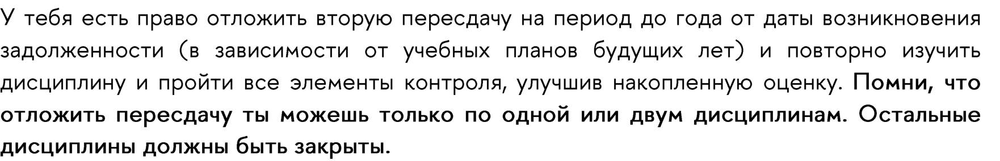 У тебя есть право отложить вторую пересдачу на период до года от даты возникновения
задолженности (в зависимости от учебных планов будущих лет) и повторно изучить
дисциплину и пройти все элементы контроля, улучшив накопленную оценку. Помни, что
отложить пересдачу ты можешь только по одной или двум дисциплинам. Остальные
дисциплины должны быть закрыты.